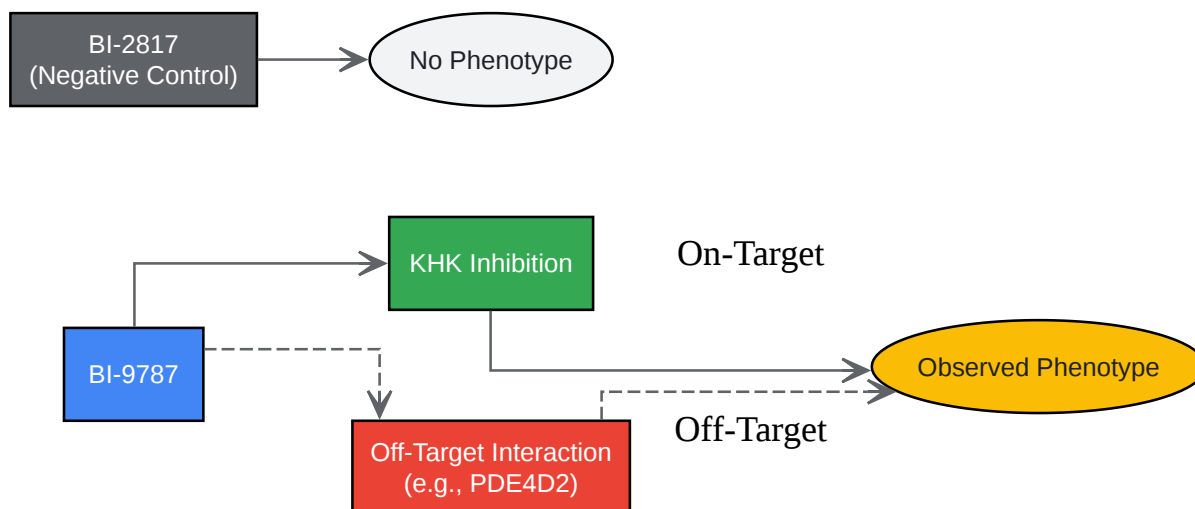 BI-2817
(Negative Control)
No Phenotype
KHK Inhibition
On-Target
BI-9787
Observed Phenotype
Off-Target
Off-Target Interaction
(e.g., PDE4D2)